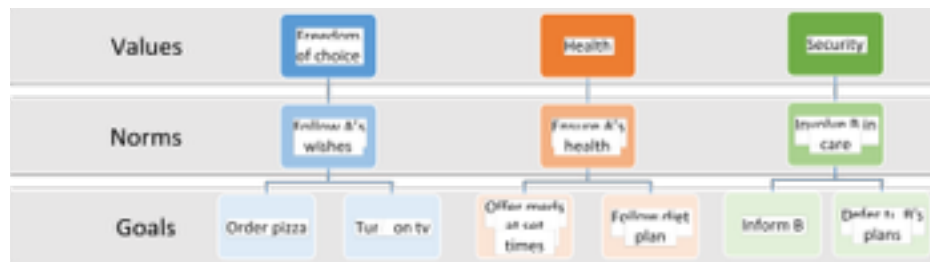 Values
Freedom
of choice
Health
Security
Norms
Follow A's
wishes
Ensure A's
health
Involve B in
care
Goals
Order pizza
on tv
Offer meds
at set
times
Follow diet
plan
Inform B
Defer to B's
plans